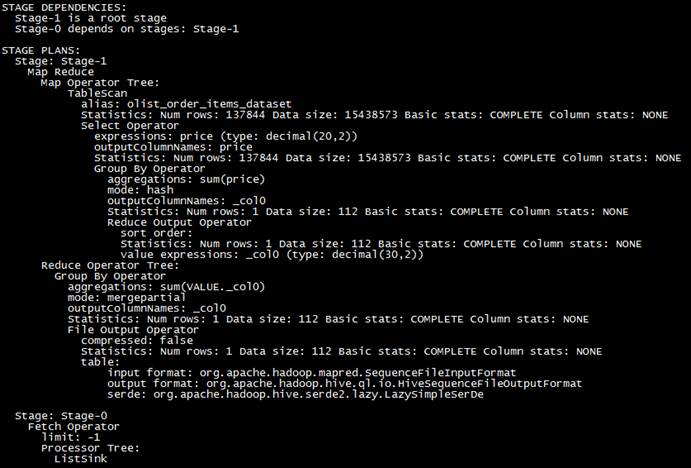 STAGE DEPENDENCIES:
  Stage-1 is a root stage
  Stage-0 depends on stages: Stage-1

STAGE PLANS:
  Stage: Stage-1
    Map Reduce
      Map Operator Tree:
          TableScan
            alias: olist_order_items_dataset
            Statistics: Num rows: 137844 Data size: 15438573 Basic stats: COMPLETE Column stats: NONE
            Select Operator
              expressions: price (type: decimal(20,2))
              outputColumnNames: price
              Statistics: Num rows: 137844 Data size: 15438573 Basic stats: COMPLETE Column stats: NONE
              Group By Operator
                aggregations: sum(price)
                mode: hash
                outputColumnNames: _col0
                Statistics: Num rows: 1 Data size: 112 Basic stats: COMPLETE Column stats: NONE
                Reduce Output Operator
                  sort order:
                  Statistics: Num rows: 1 Data size: 112 Basic stats: COMPLETE Column stats: NONE
                  value expressions: _col0 (type: decimal(30,2))
      Reduce Operator Tree:
        Group By Operator
          aggregations: sum(VALUE._col0)
          mode: mergepartial
          outputColumnNames: _col0
          Statistics: Num rows: 1 Data size: 112 Basic stats: COMPLETE Column stats: NONE
          File Output Operator
            compressed: false
            Statistics: Num rows: 1 Data size: 112 Basic stats: COMPLETE Column stats: NONE
            table:
                input format: org.apache.hadoop.mapred.SequenceFileInputFormat
                output format: org.apache.hadoop.hive.ql.io.HiveSequenceFileOutputFormat
                serde: org.apache.hadoop.hive.serde2.lazy.LazySimpleSerDe

  Stage: Stage-0
    Fetch Operator
      limit: -1
      Processor Tree:
        ListSink